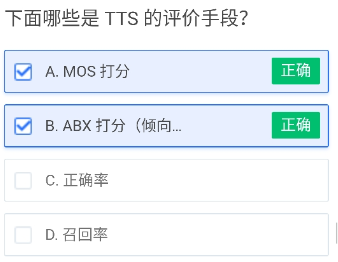 下面哪些是 TTS 的评价手段?
A. MOS 打分
正确
B. ABX 打分（倾向...
正确
C. 正确率
D. 召回率